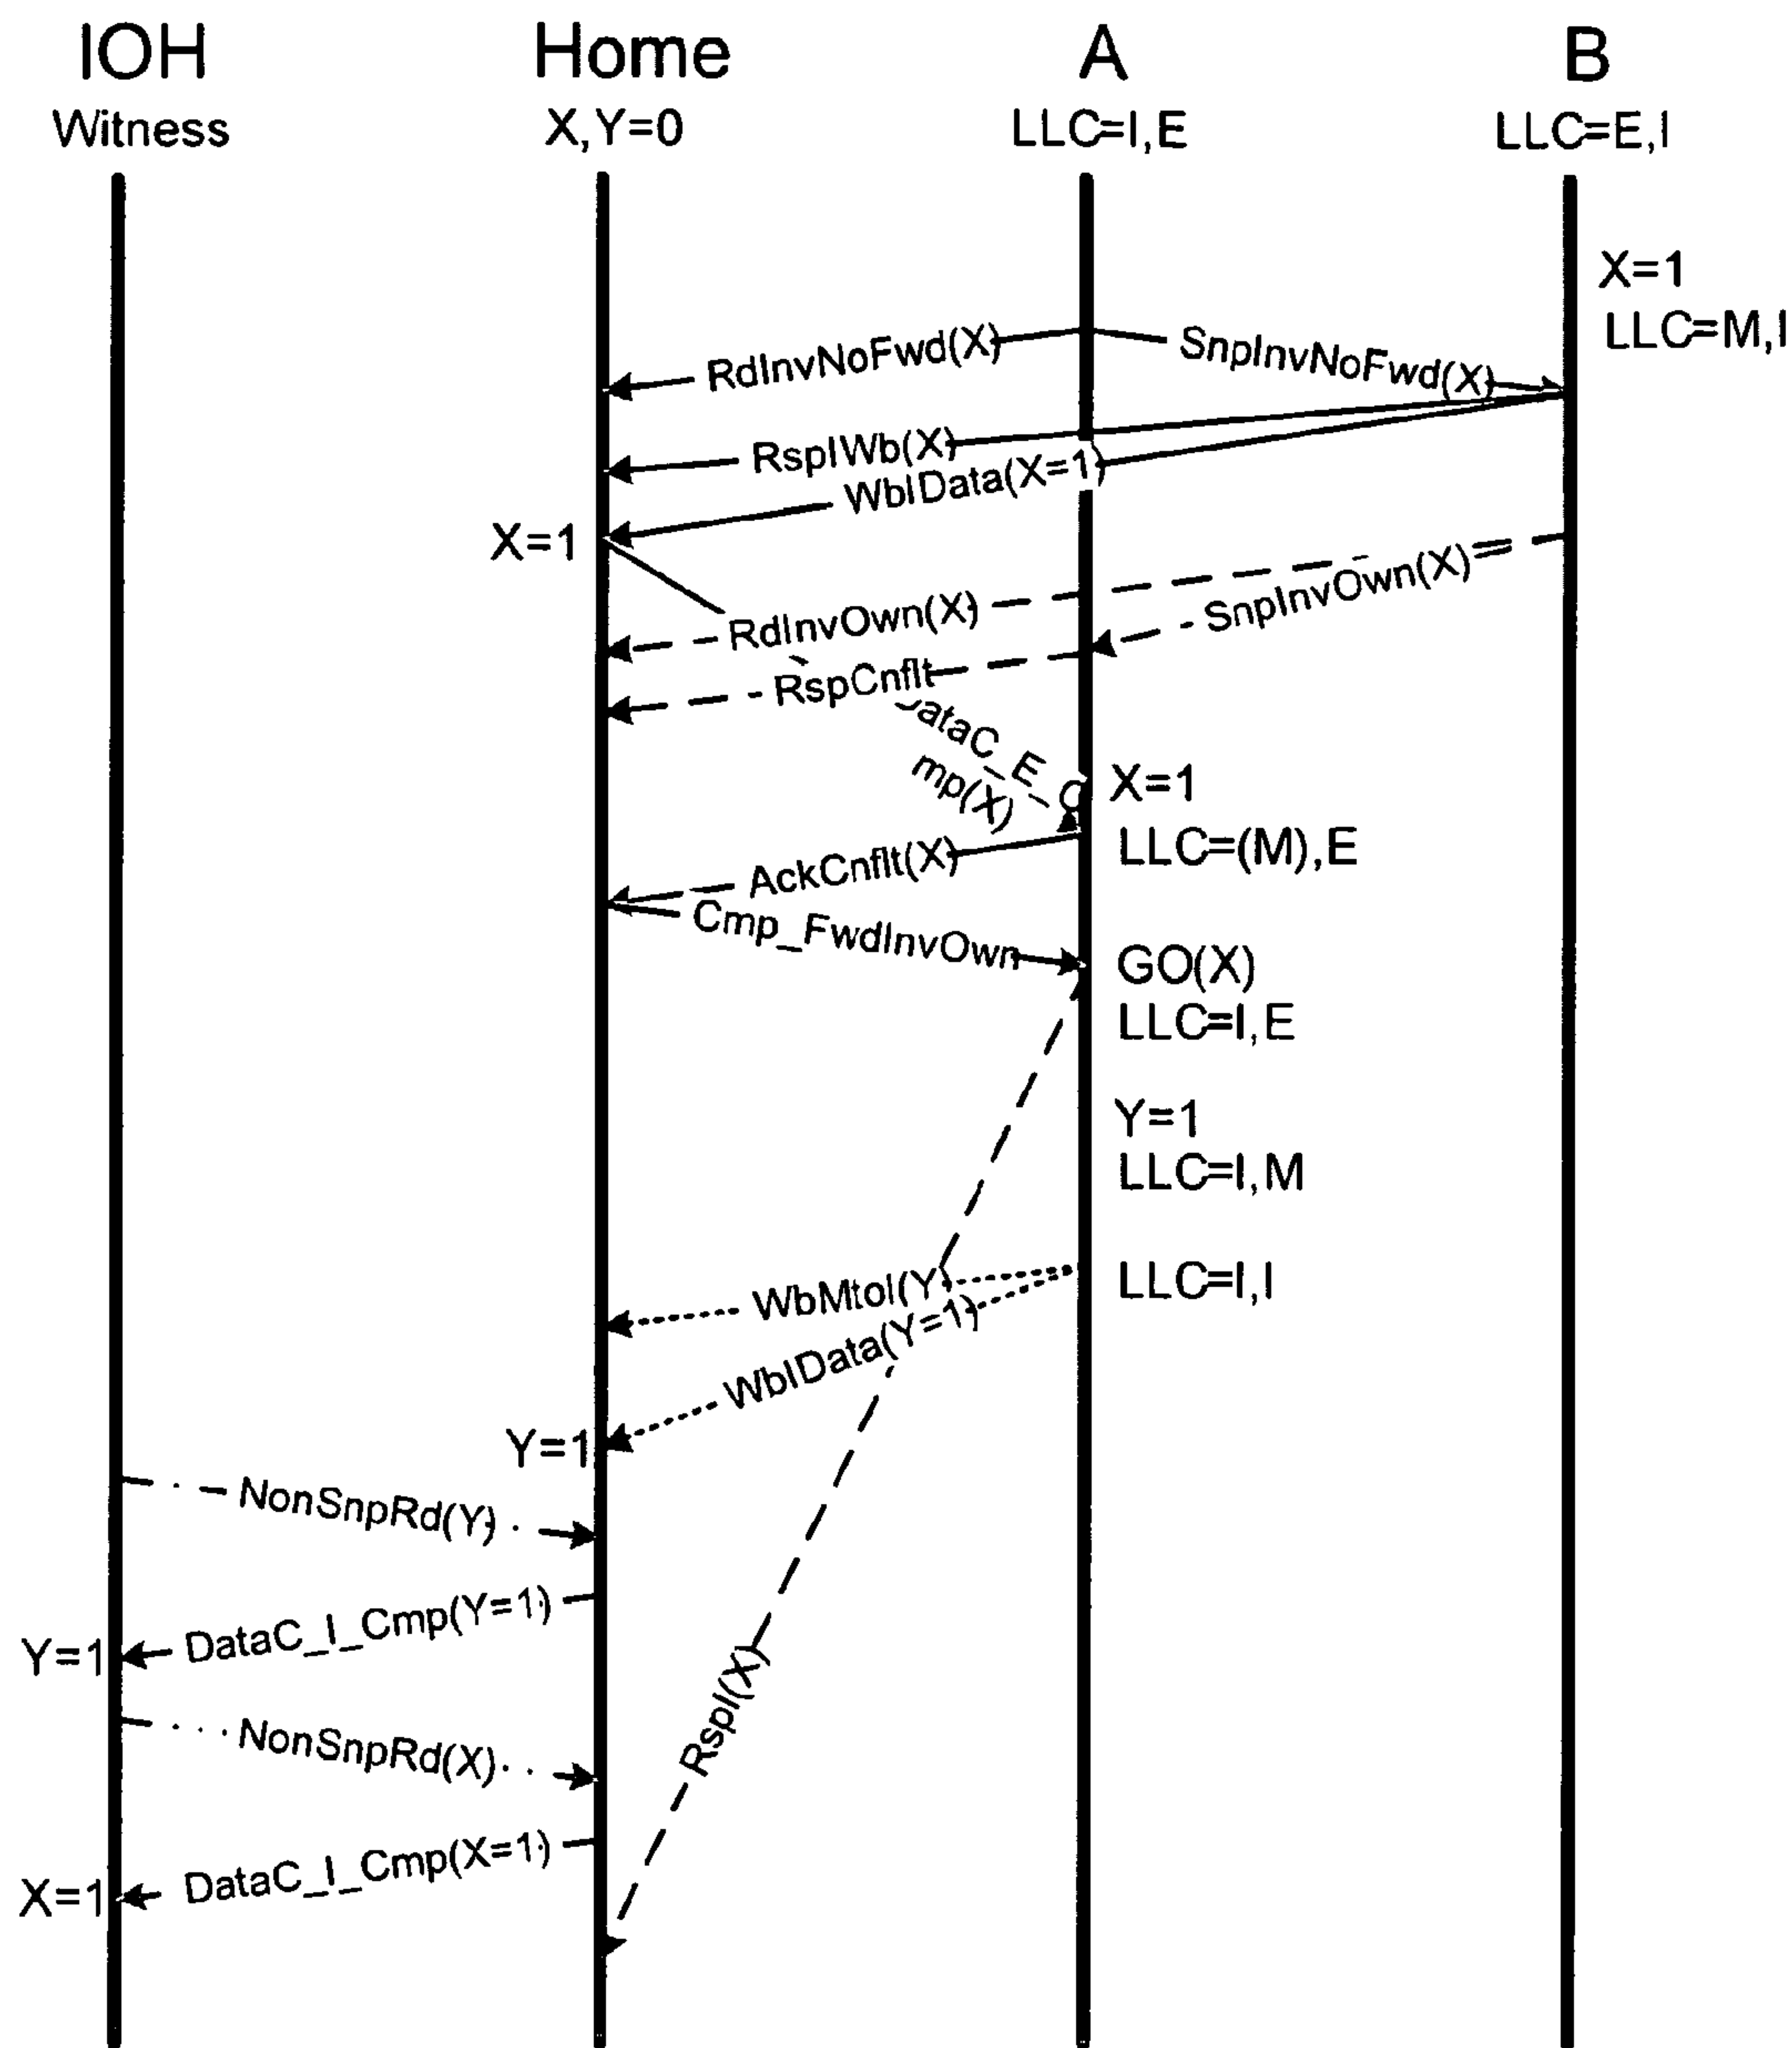 IOH
Home
A
B
Witness
X,Y=0
LLC=I,E
LLC=E,I
X=1
LLC=M,I
RdInvNoFwd(X)
SnpInvNoFwd(X)
RspIWb(X)
WbIData(X=1)
X=1
RdInvOwn(X)
SnpInvOwn(X)
RspCnflt
ataC_E_C
mp(X)
X=1
LLC=(M),E
AckCnflt(X)
Cmp_FwdInvOwn
GO(X)
LLC=I,E
Y=1
LLC=I,M
WbMtoI(Y)
LLC=I,I
WbIData(Y=1)
Y=1
NonSnpRd(Y)
DataC_I_Cmp(Y=1)
Y=1
RspI(X)
NonSnpRd(X)
DataC_I_Cmp(X=1)
X=1